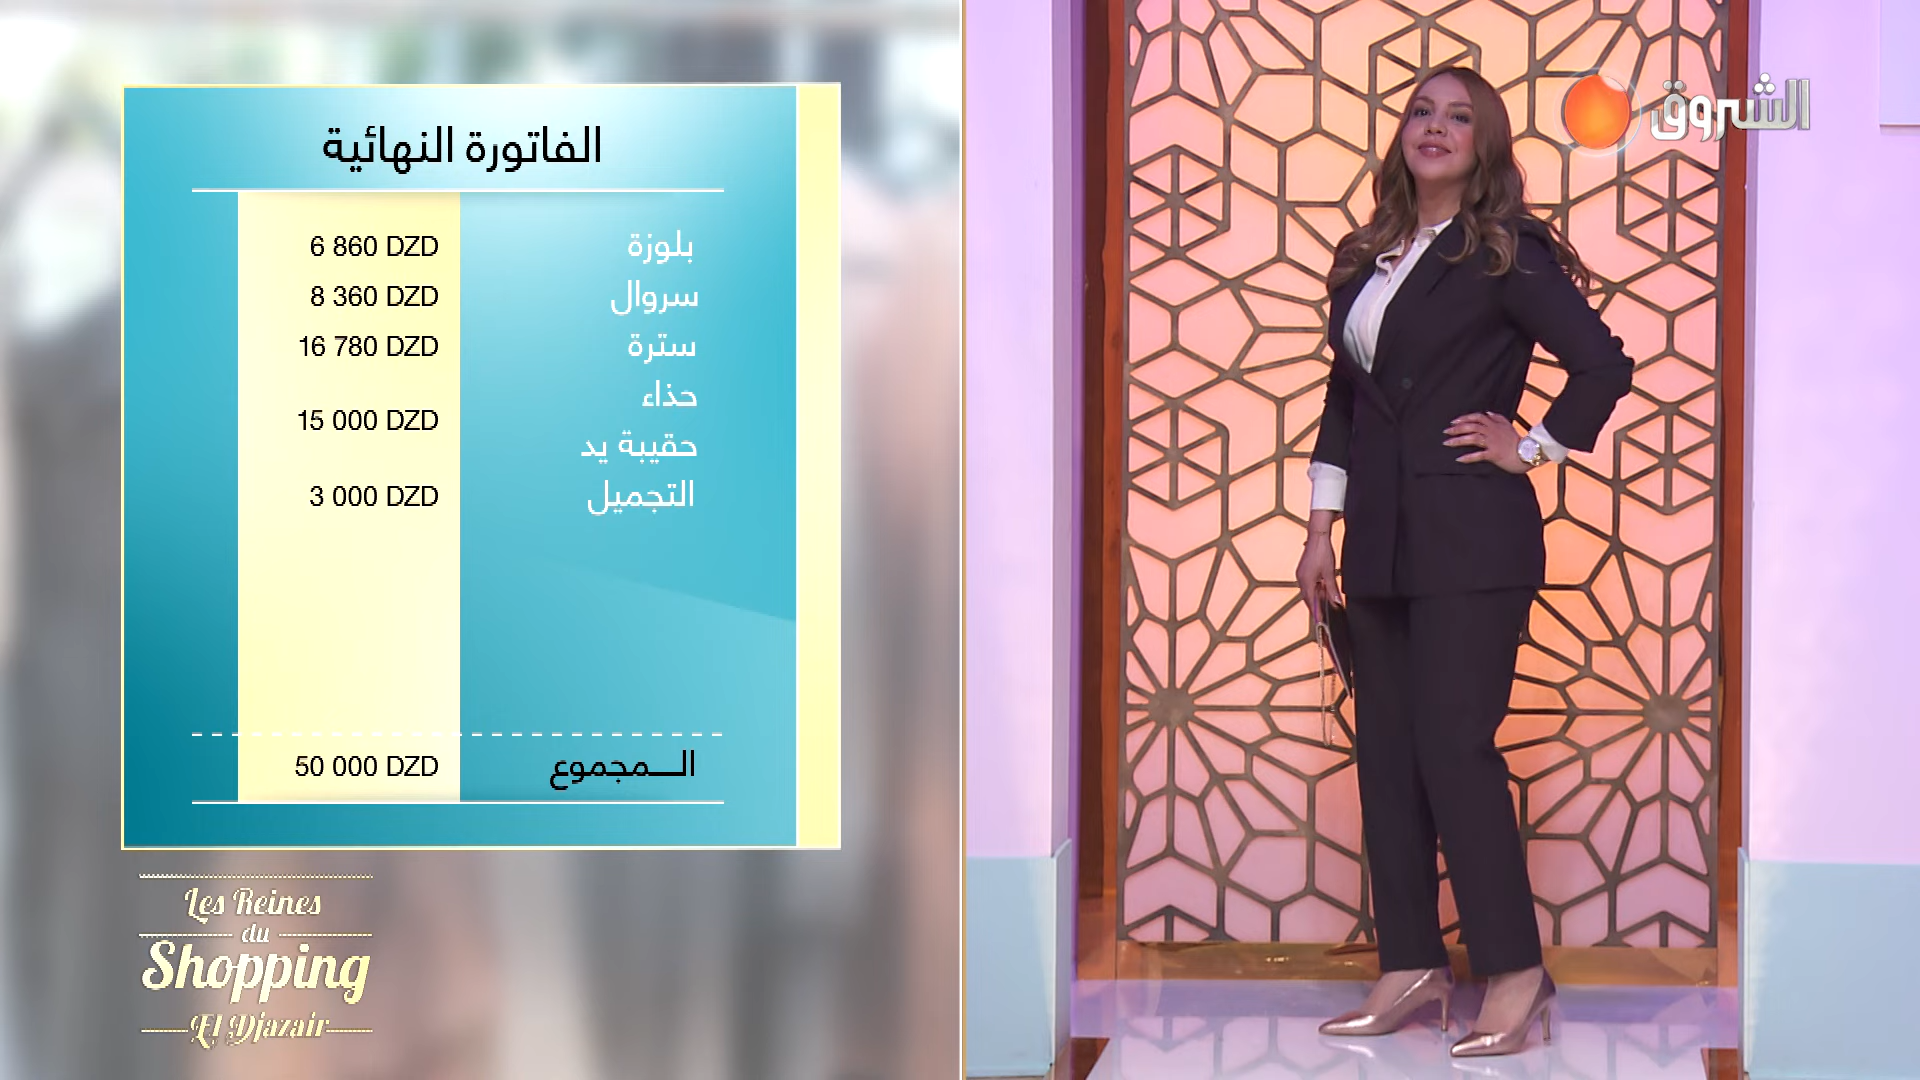 الفاتورة النهائية
بلوزة 6 860 DZD
سروال 8 360 DZD
سترة 16 780 DZD
حذاء
15 000 DZD
حقيبة يد
التجميل 3 000 DZD
الـــمجموع 50 000 DZD
Les Reines
du
Shopping
El Djazair
الشروق